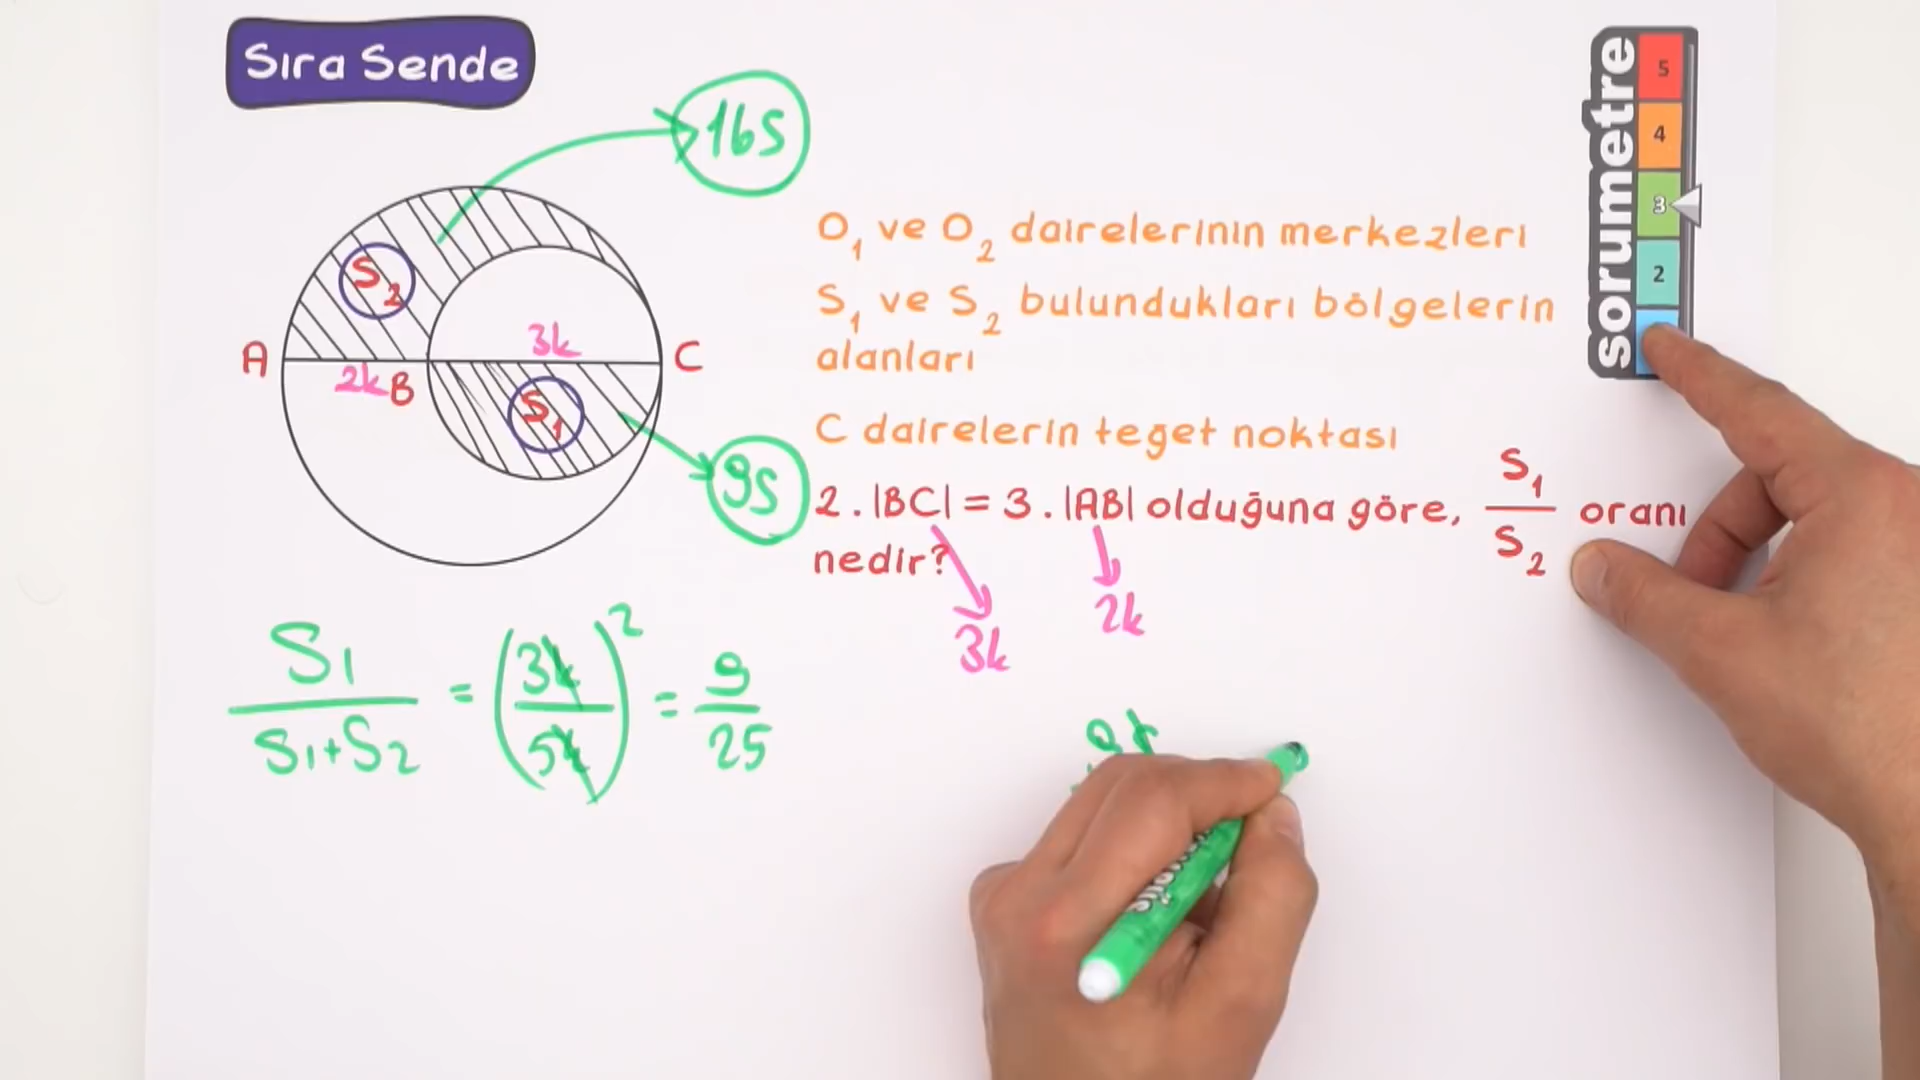 Sıra Sende
16S
S2
A
2k
B
3k
C
S1
9S
O1 ve O2 dairelerinin merkezleri
S1 ve S2 bulundukları bölgelerin
alanları
C dairelerin teğet noktası
2 . |BC| = 3 . |AB| olduğuna göre, S1/S2 oranı
nedir?
3k
2k
S1/(S1+S2) = (3k/5k)² = 9/25
sorumetre
5
4
3
2